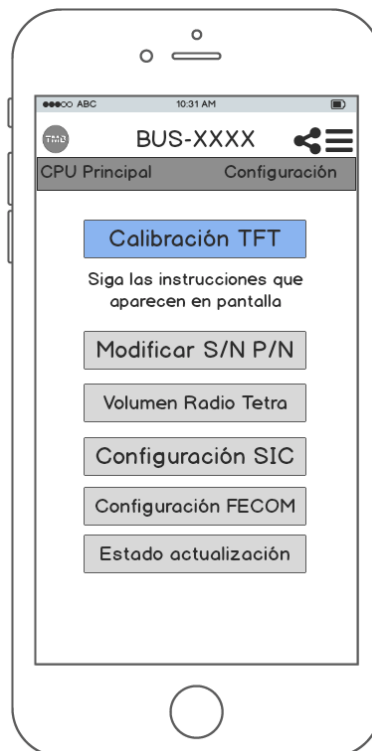 ABC 10:31 AM
TMB BUS-XXXX
CPU Principal Configuración
Calibración TFT
Siga las instrucciones que
aparecen en pantalla
Modificar S/N P/N
Volumen Radio Tetra
Configuración SIC
Configuración FECOM
Estado actualización